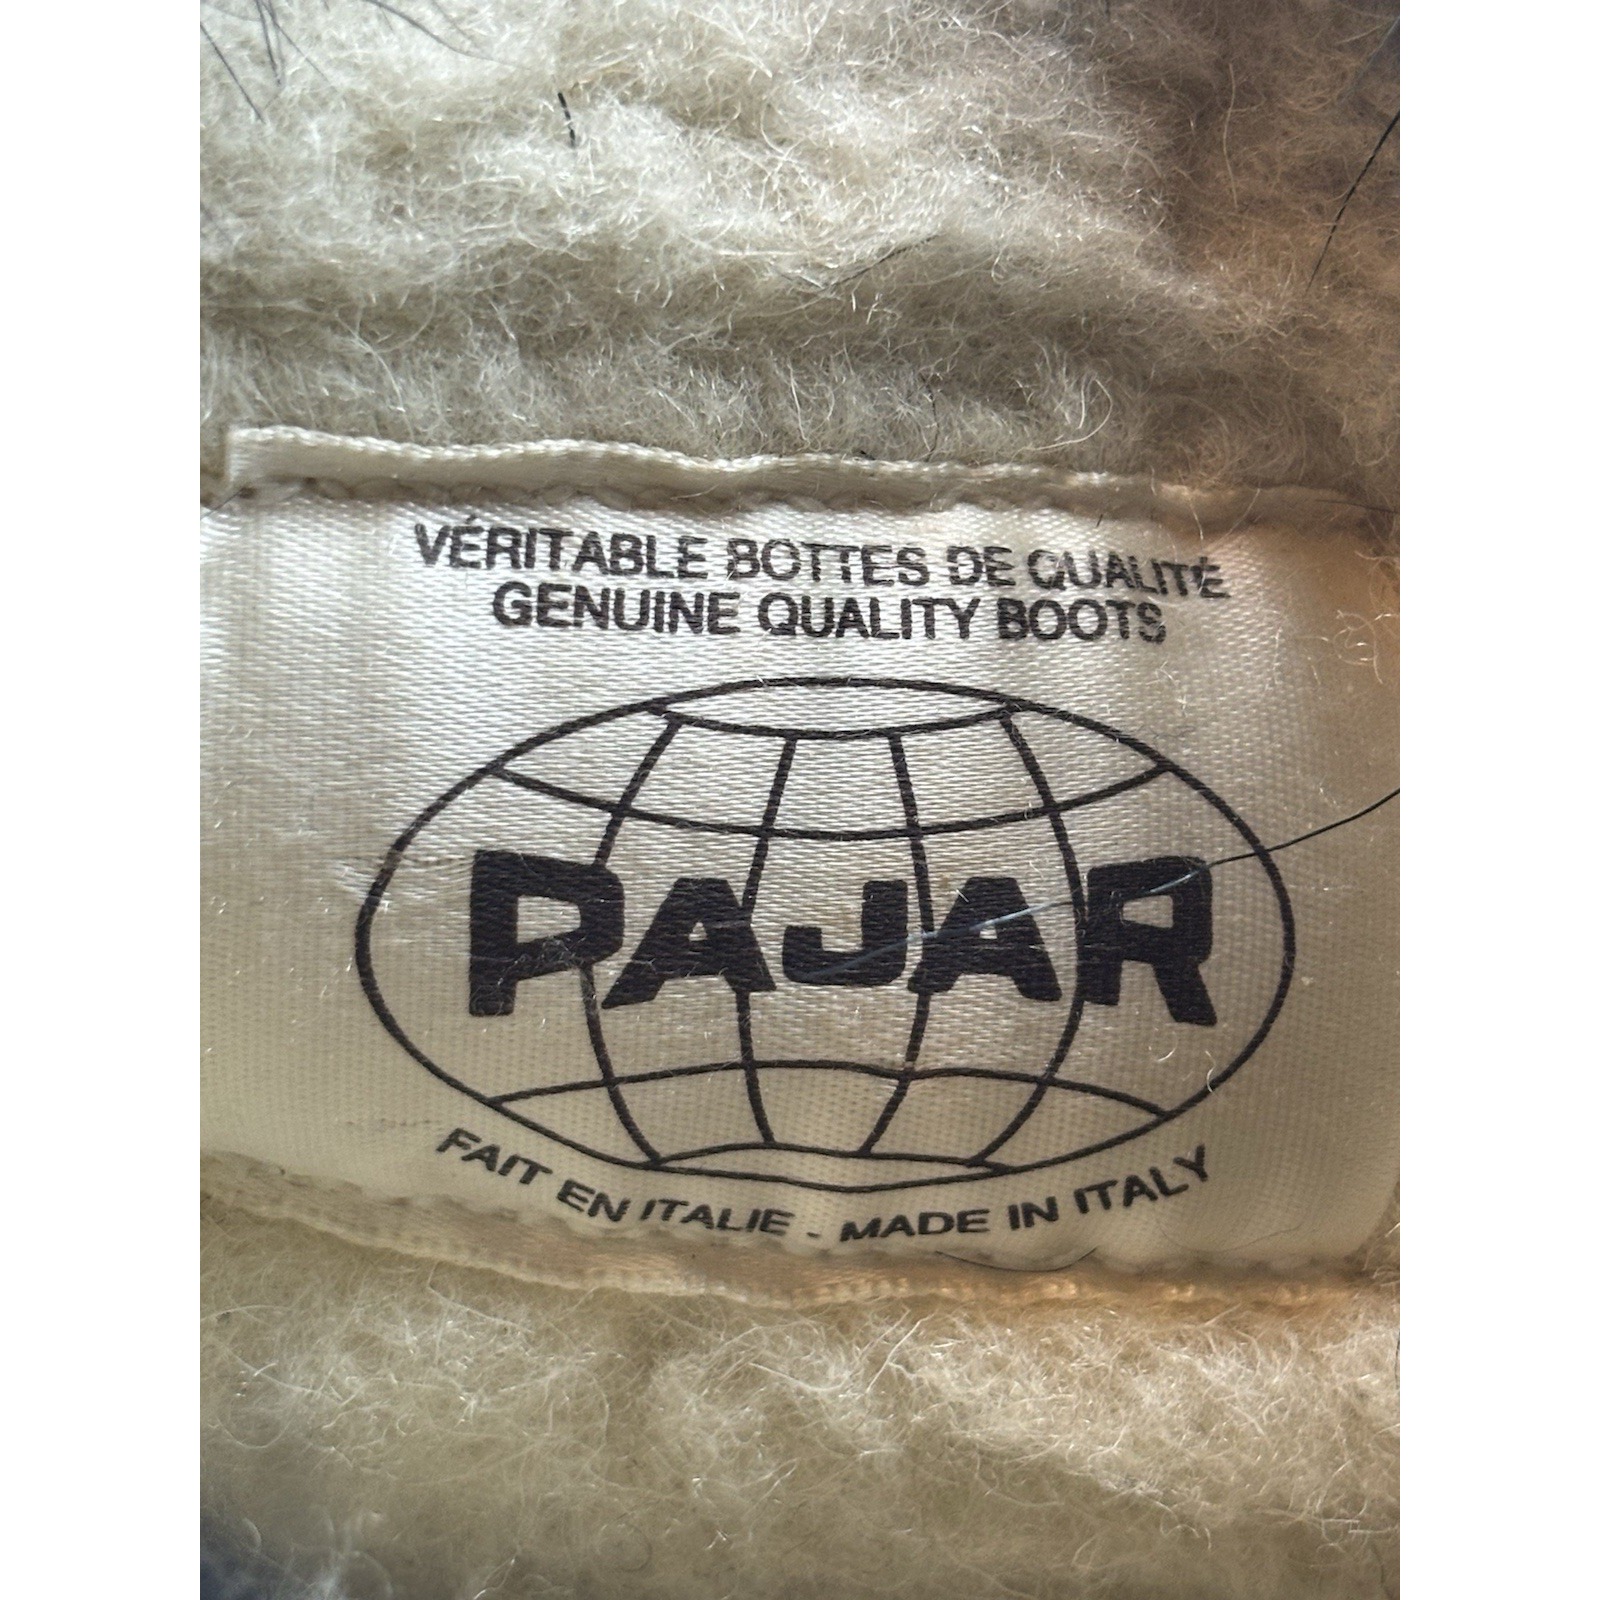 VÉRITABLE BOTTES DE QUALITÉ
GENUINE QUALITY BOOTS
PAJAR
FAIT EN ITALIE - MADE IN ITALY